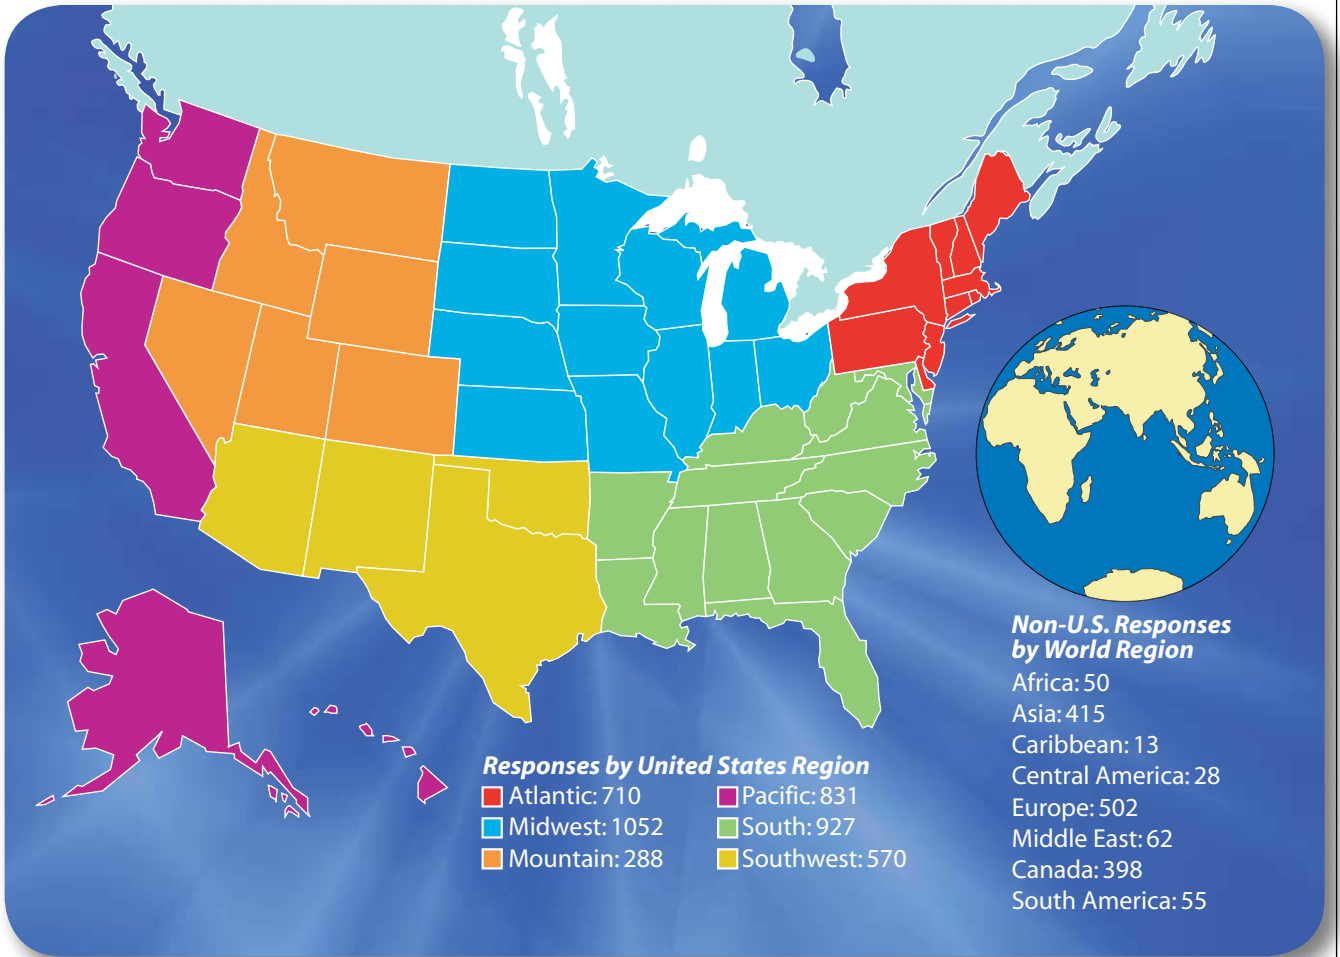 Responses by United States Region
Atlantic: 710
Midwest: 1052
Mountain: 288
Pacific: 831
South: 927
Southwest: 570
Non-U.S. Responses
by World Region
Africa: 50
Asia: 415
Caribbean: 13
Central America: 28
Europe: 502
Middle East: 62
Canada: 398
South America: 55